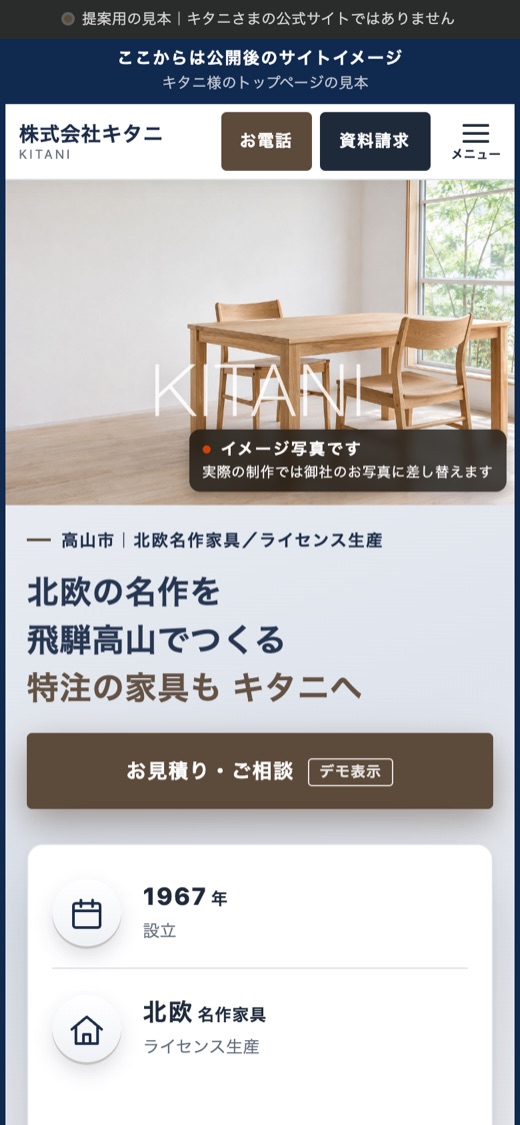 提案用の見本｜キタニさまの公式サイトではありません
ここからは公開後のサイトイメージ
キタニ様のトップページの見本
株式会社キタニ
KITANI
お電話
資料請求
メニュー
KITANI
イメージ写真です
実際の制作では御社のお写真に差し替えます
高山市｜北欧名作家具／ライセンス生産
北欧の名作を
飛騨高山でつくる
特注の家具も キタニへ
お見積り・ご相談 デモ表示
1967 年
設立
北欧 名作家具
ライセンス生産